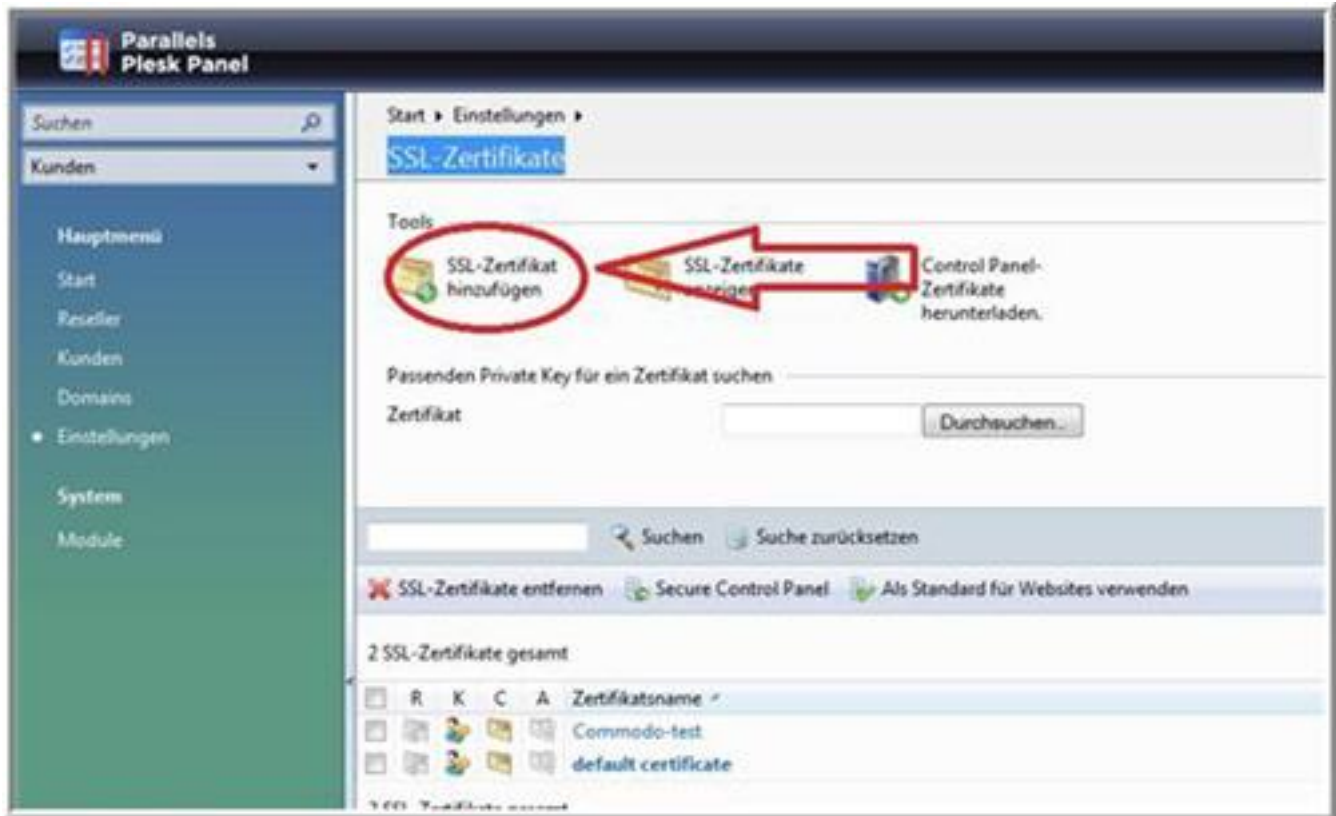 Parallels
Plesk Panel
Suchen
Kunden
Hauptmenü
Start
Reseller
Kunden
Domains
Einstellungen
System
Module
Start Einstellungen
SSL-Zertifikate
Tools
SSL-Zertifikat
hinzufügen
SSL-Zertifikate
Control Panel-
Zertifikate
herunterladen.
Passenden Private Key für ein Zertifikat suchen
Zertifikat
Durchsuchen...
Suchen Suche zurücksetzen
SSL-Zertifikate entfernen Secure Control Panel Als Standard für Websites verwenden
2 SSL-Zertifikate gesamt
R K C A Zertifikatsname
Commodo-test
default certificate